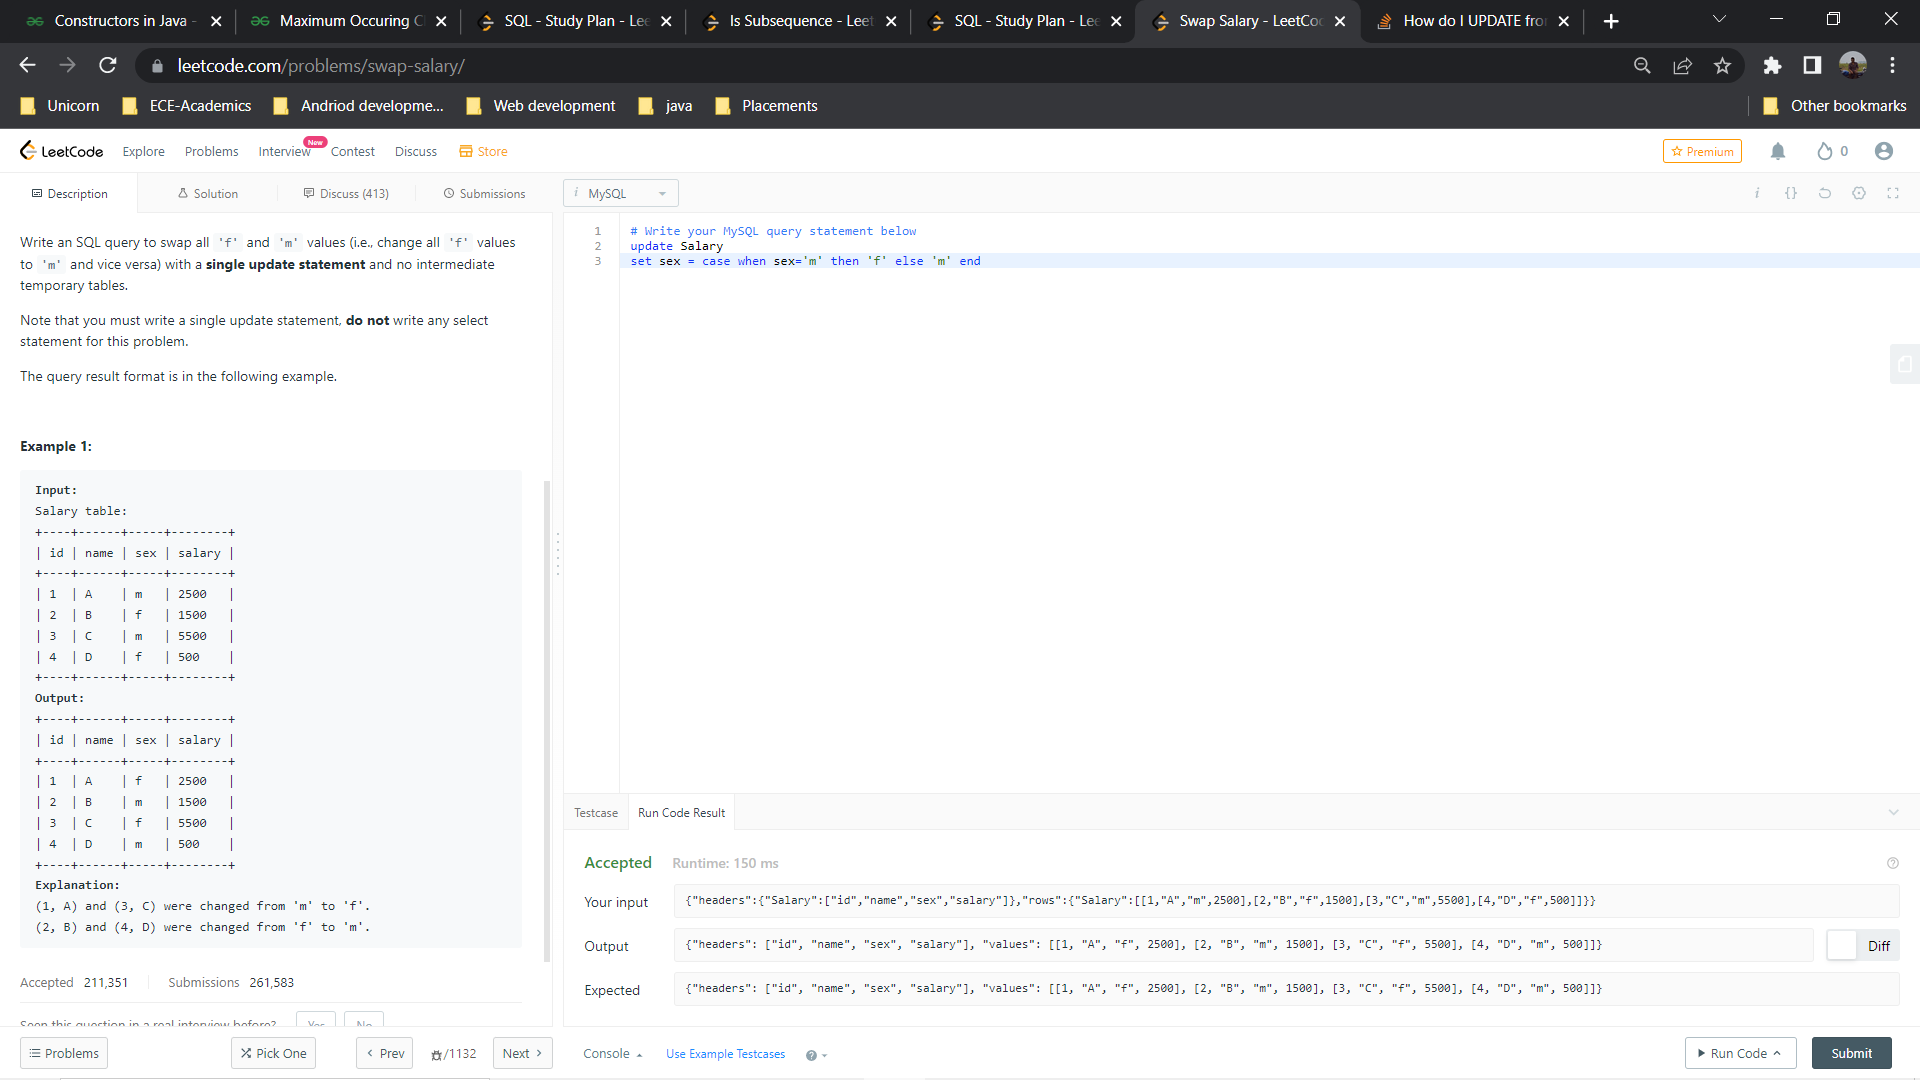 Constructors in Java -
Maximum Occuring C
SQL - Study Plan - Lee
Is Subsequence - Leet
SQL - Study Plan - Lee
Swap Salary - LeetCo
How do I UPDATE fro
leetcode.com/problems/swap-salary/
Unicorn ECE-Academics Andriod developme... Web development java Placements Other bookmarks
LeetCode Explore Problems Interview New Contest Discuss Store Premium 0
Description Solution Discuss (413) Submissions i MySQL
Write an SQL query to swap all 'f' and 'm' values (i.e., change all 'f' values
to 'm' and vice versa) with a single update statement and no intermediate
temporary tables.
Note that you must write a single update statement, do not write any select
statement for this problem.
The query result format is in the following example.
Example 1:
Input:
Salary table:
+----+------+-----+--------+
| id | name | sex | salary |
+----+------+-----+--------+
| 1  | A    | m   | 2500   |
| 2  | B    | f   | 1500   |
| 3  | C    | m   | 5500   |
| 4  | D    | f   | 500    |
+----+------+-----+--------+
Output:
+----+------+-----+--------+
| id | name | sex | salary |
+----+------+-----+--------+
| 1  | A    | f   | 2500   |
| 2  | B    | m   | 1500   |
| 3  | C    | f   | 5500   |
| 4  | D    | m   | 500    |
+----+------+-----+--------+
Explanation:
(1, A) and (3, C) were changed from 'm' to 'f'.
(2, B) and (4, D) were changed from 'f' to 'm'.
Accepted 211,351 Submissions 261,583
Seen this question in a real interview before? Yes No
Problems Pick One Prev /1132 Next
1 # Write your MySQL query statement below
2 update Salary
3 set sex = case when sex='m' then 'f' else 'm' end
Testcase Run Code Result
Accepted Runtime: 150 ms
Your input {"headers":{"Salary":["id","name","sex","salary"]},"rows":{"Salary":[[1,"A","m",2500],[2,"B","f",1500],[3,"C","m",5500],[4,"D","f",500]]}}
Output {"headers": ["id", "name", "sex", "salary"], "values": [[1, "A", "f", 2500], [2, "B", "m", 1500], [3, "C", "f", 5500], [4, "D", "m", 500]]} Diff
Expected {"headers": ["id", "name", "sex", "salary"], "values": [[1, "A", "f", 2500], [2, "B", "m", 1500], [3, "C", "f", 5500], [4, "D", "m", 500]]}
Console Use Example Testcases Run Code Submit